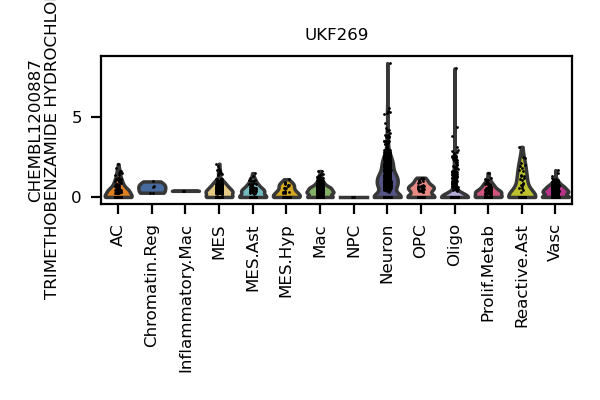 UKF269
CHEMBL1200887
TRIMETHOBENZAMIDE HYDROCHLO
5
0
AC
Chromatin.Reg
Inflammatory.Mac
MES
MES.Ast
MES.Hyp
Mac
NPC
Neuron
OPC
Oligo
Prolif.Metab
Reactive.Ast
Vasc